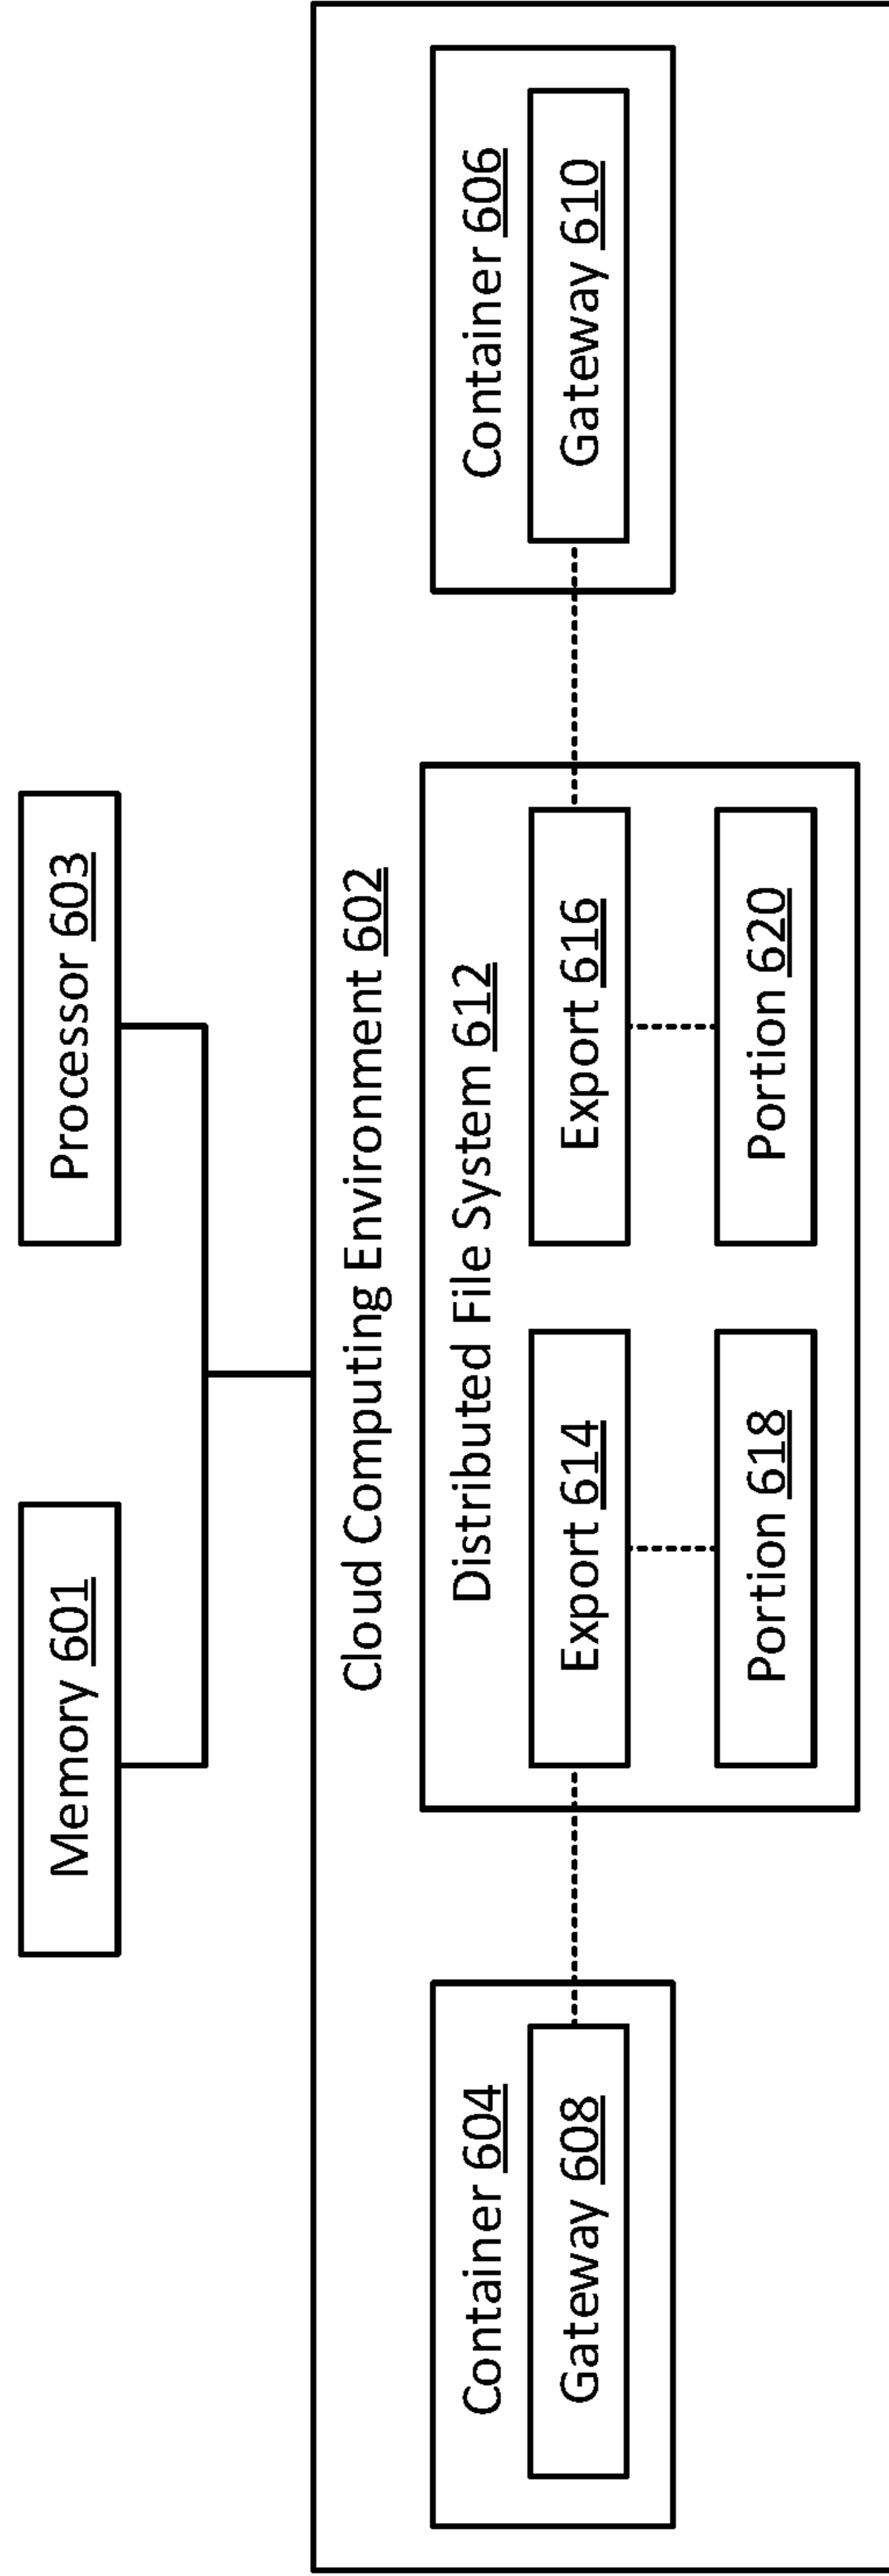 Memory 601
Processor 603
Cloud Computing Environment 602
Container 604
Gateway 608
Distributed File System 612
Export 614
Export 616
Portion 618
Portion 620
Container 606
Gateway 610